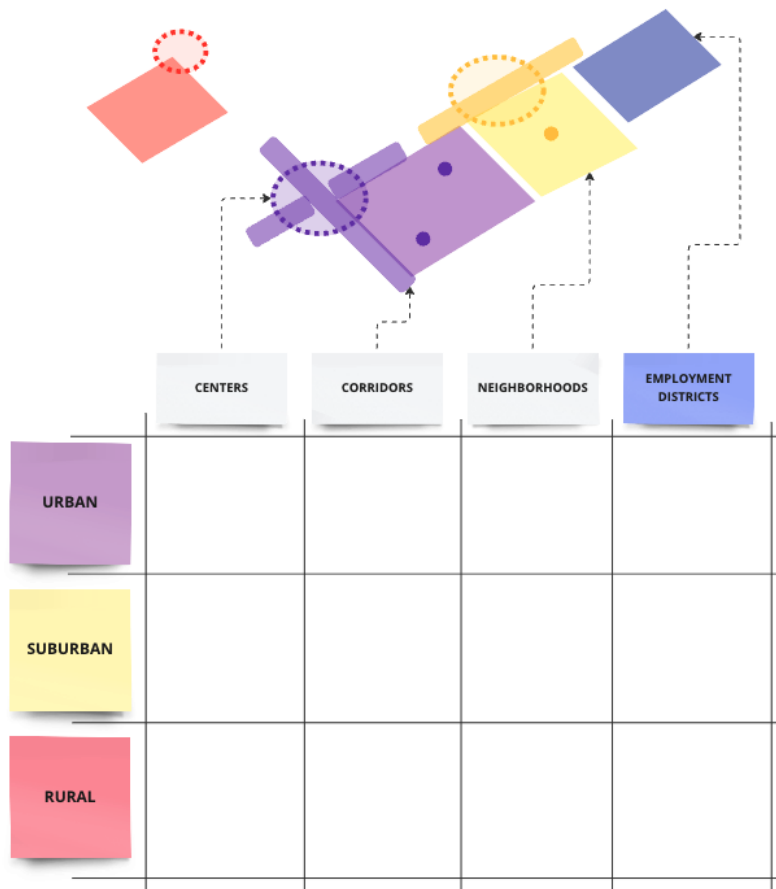 CENTERS
CORRIDORS
NEIGHBORHOODS
EMPLOYMENT
DISTRICTS
URBAN
SUBURBAN
RURAL